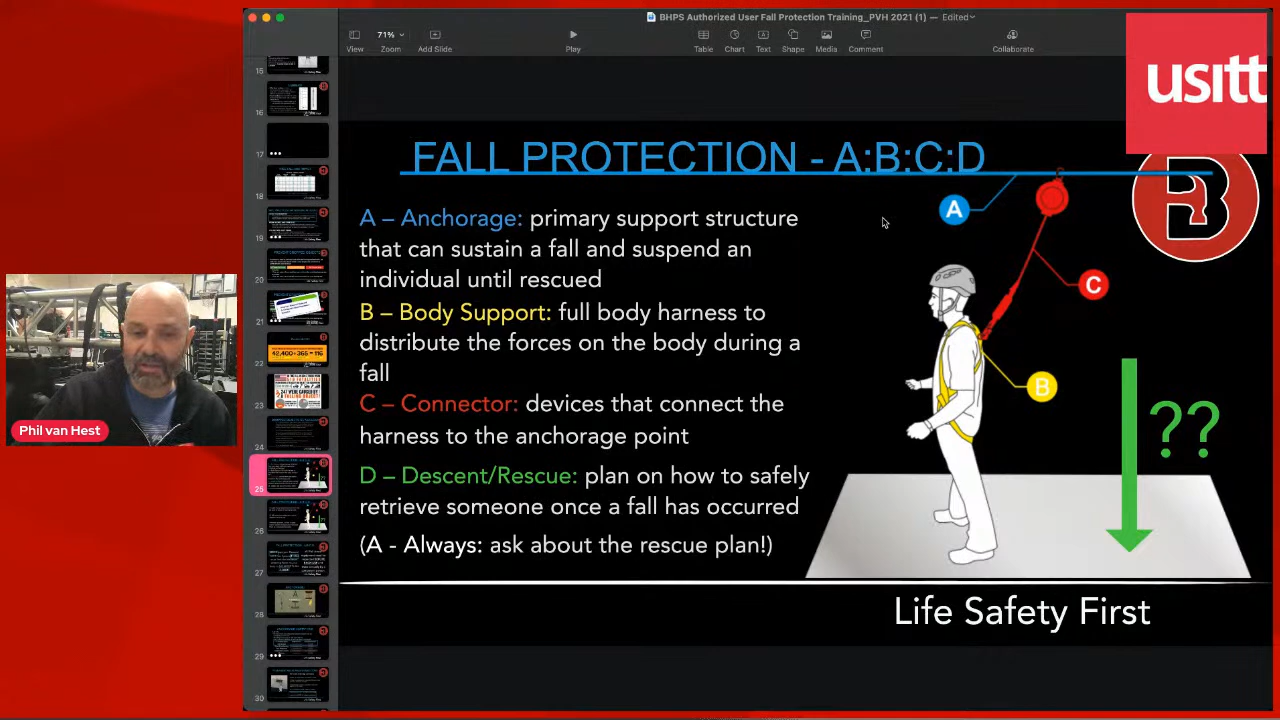 BHPS Authorized User Fall Protection Training_PVH 2021 (1) — Edited
71%
View
Zoom
Add Slide
Play
Table
Chart
Text
Shape
Media
Comment
Collaborate
usitt
15
16
17
18
19
20
21
22
42,400÷365 = 116
23
24
25
26
27
28
29
30
FALL PROTECTION - A:B:C:D
A – Anchorage: primary support structure
that can sustain a fall and suspend an
individual until rescued
B – Body Support: full body harness to
distribute the forces on the body during a
fall
C – Connector: devices that connect the
harness to the anchorage point
D – Descent/Rescue: plan on how to safely
retrieve someone once a fall has occurred
(A - Always: ask about the rescue plan!)
A
C
B
??
B
Life Safety First
Phil van Hest